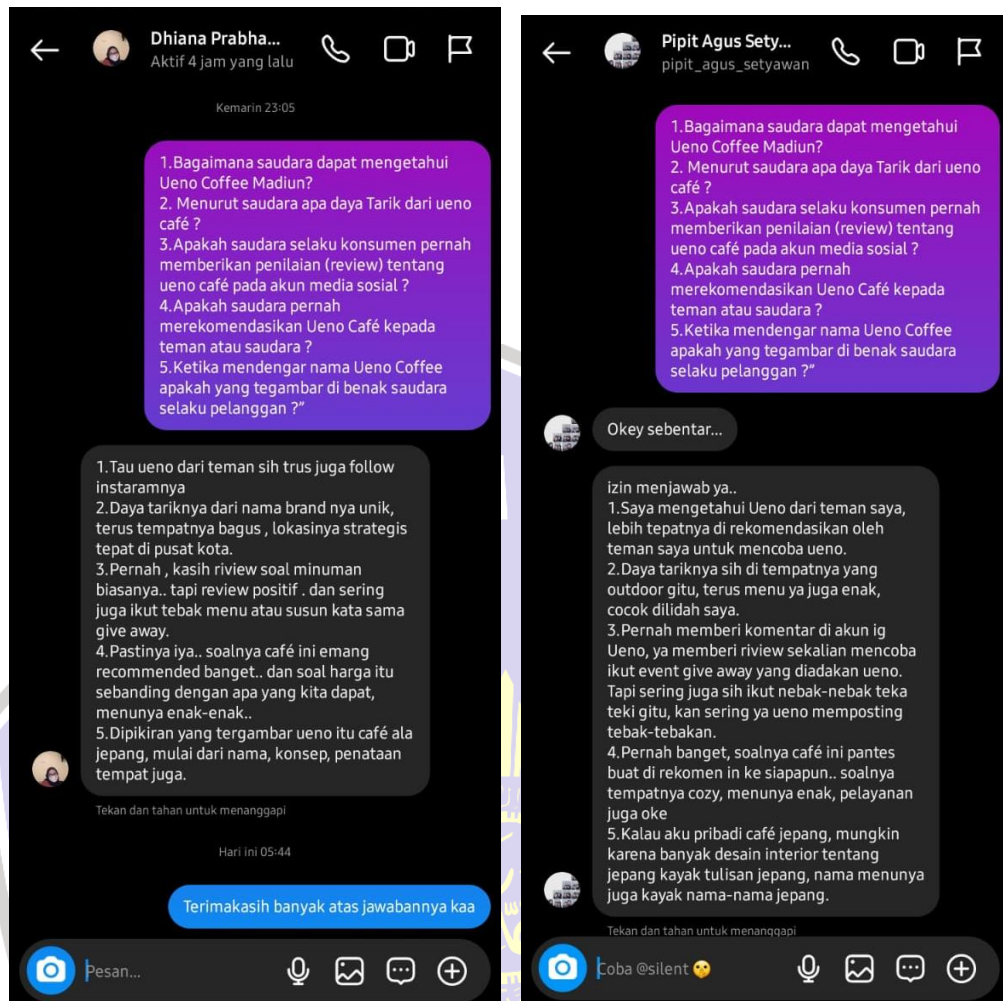 Dhiana Prabha...
Aktif 4 jam yang lalu
Kemarin 23:05
1.Bagaimana saudara dapat mengetahui
Ueno Coffee Madiun?
2. Menurut saudara apa daya Tarik dari ueno
café ?
3.Apakah saudara selaku konsumen pernah
memberikan penilaian (review) tentang
ueno café pada akun media sosial ?
4.Apakah saudara pernah
merekomendasikan Ueno Café kepada
teman atau saudara ?
5.Ketika mendengar nama Ueno Coffee
apakah yang tegambar di benak saudara
selaku pelanggan ?”
1.Tau ueno dari teman sih trus juga follow
instaramnya
2.Daya tariknya dari nama brand nya unik,
terus tempatnya bagus , lokasinya strategis
tepat di pusat kota.
3.Pernah , kasih riview soal minuman
biasanya.. tapi review positif . dan sering
juga ikut tebak menu atau susun kata sama
give away.
4.Pastinya iya.. soalnya café ini emang
recommended banget.. dan soal harga itu
sebanding dengan apa yang kita dapat,
menunya enak-enak..
5.Dipikiran yang tergambar ueno itu café ala
jepang, mulai dari nama, konsep, penataan
tempat juga.
Tekan dan tahan untuk menanggapi
Hari ini 05:44
Terimakasih banyak atas jawabannya kaa
Pesan...
Pipit Agus Sety...
pipit_agus_setyawan
1.Bagaimana saudara dapat mengetahui
Ueno Coffee Madiun?
2. Menurut saudara apa daya Tarik dari ueno
café ?
3.Apakah saudara selaku konsumen pernah
memberikan penilaian (review) tentang
ueno café pada akun media sosial ?
4.Apakah saudara pernah
merekomendasikan Ueno Café kepada
teman atau saudara ?
5.Ketika mendengar nama Ueno Coffee
apakah yang tegambar di benak saudara
selaku pelanggan ?”
Okey sebentar...
izin menjawab ya..
1.Saya mengetahui Ueno dari teman saya,
lebih tepatnya di rekomendasikan oleh
teman saya untuk mencoba ueno.
2.Daya tariknya sih di tempatnya yang
outdoor gitu, terus menu ya juga enak,
cocok dilidah saya.
3.Pernah memberi komentar di akun ig
Ueno, ya memberi riview sekalian mencoba
ikut event give away yang diadakan ueno.
Tapi sering juga sih ikut nebak-nebak teka
teki gitu, kan sering ya ueno memposting
tebak-tebakan.
4.Pernah banget, soalnya café ini pantes
buat di rekomen in ke siapapun.. soalnya
tempatnya cozy, menunya enak, pelayanan
juga oke
5.Kalau aku pribadi café jepang, mungkin
karena banyak desain interior tentang
jepang kayak tulisan jepang, nama menunya
juga kayak nama-nama jepang.
Tekan dan tahan untuk menanggapi
Coba @silent 🤫